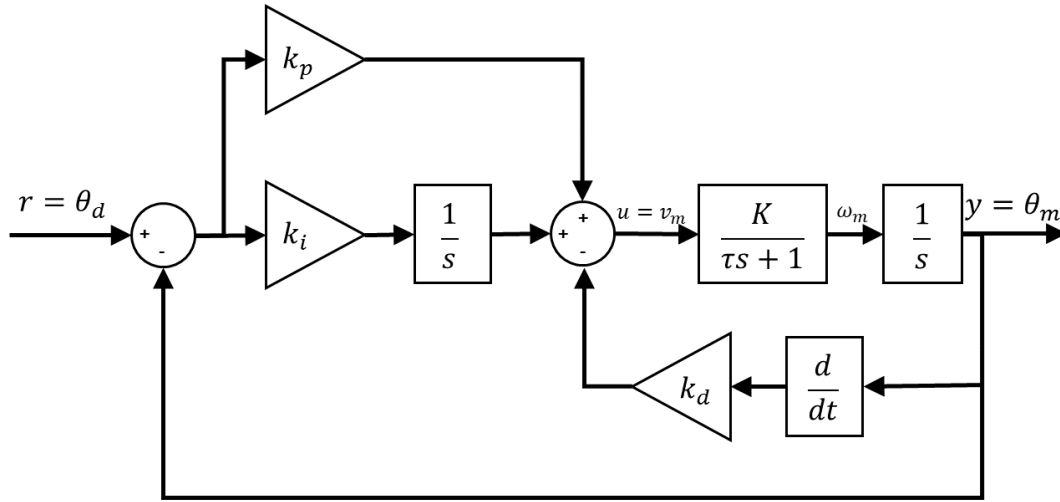 k_p
r = θ_d
+
-
k_i
1
s
+
+
-
u = v_m
K
τs + 1
ω_m
1
s
y = θ_m
k_d
d
dt